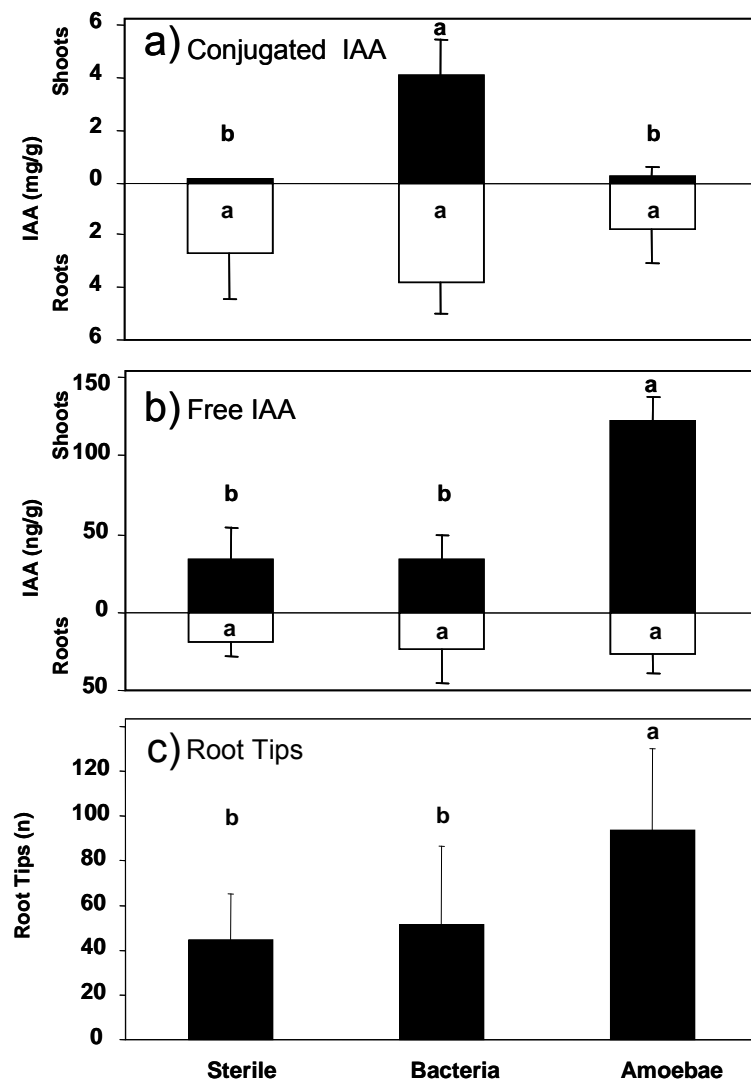 a) Conjugated IAA
Shoots
Roots
IAA (mg/g)
6
4
2
0
2
4
6
b
a
b
a
a
a
b) Free IAA
Shoots
Roots
IAA (ng/g)
150
100
50
0
50
b
b
a
a
a
a
c) Root Tips
Root Tips (n)
120
100
80
60
40
20
0
b
b
a
Sterile
Bacteria
Amoebae